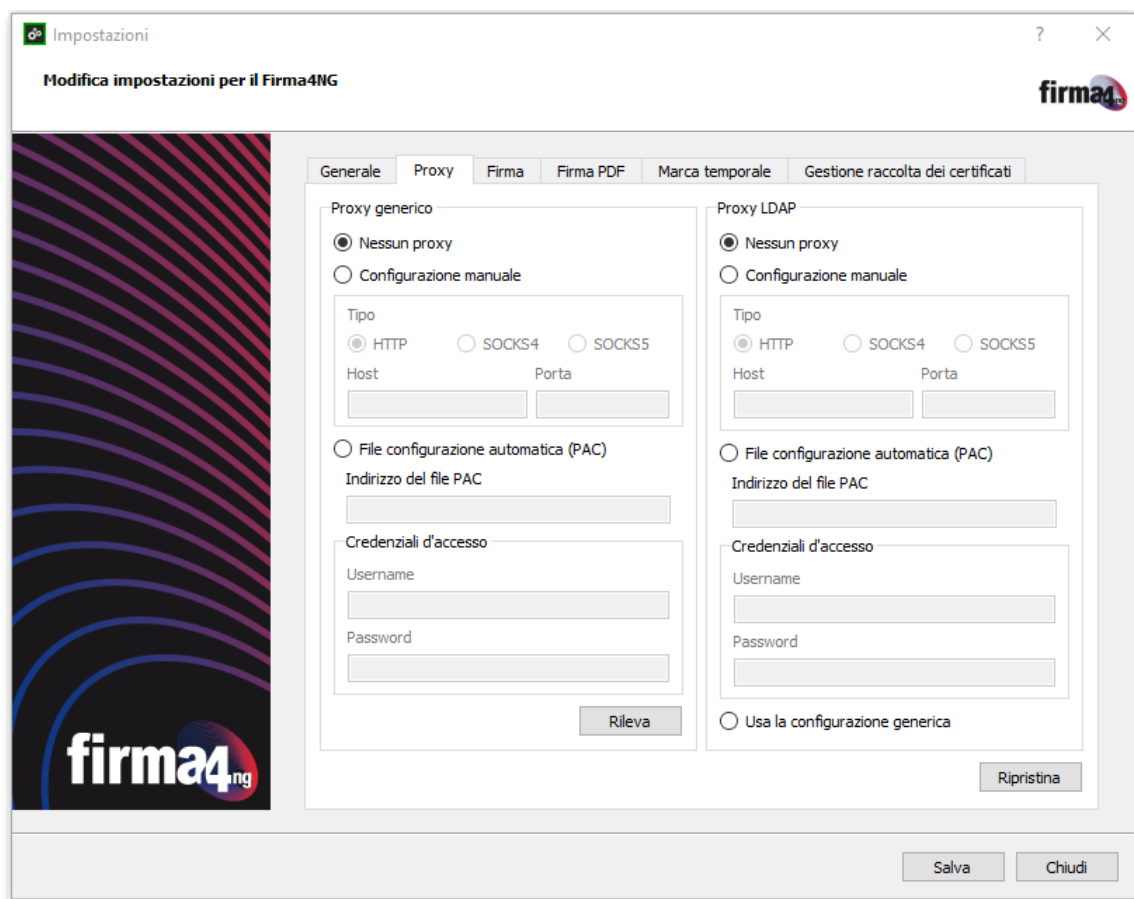 Impostazioni
Modifica impostazioni per il Firma4NG
firma4ng
Generale Proxy Firma Firma PDF Marca temporale Gestione raccolta dei certificati
Proxy generico
Nessun proxy
Configurazione manuale
Tipo
HTTP SOCKS4 SOCKS5
Host Porta
File configurazione automatica (PAC)
Indirizzo del file PAC
Credenziali d'accesso
Username
Password
Rileva
Proxy LDAP
Nessun proxy
Configurazione manuale
Tipo
HTTP SOCKS4 SOCKS5
Host Porta
File configurazione automatica (PAC)
Indirizzo del file PAC
Credenziali d'accesso
Username
Password
Usa la configurazione generica
Ripristina
firma4ng
Salva Chiudi